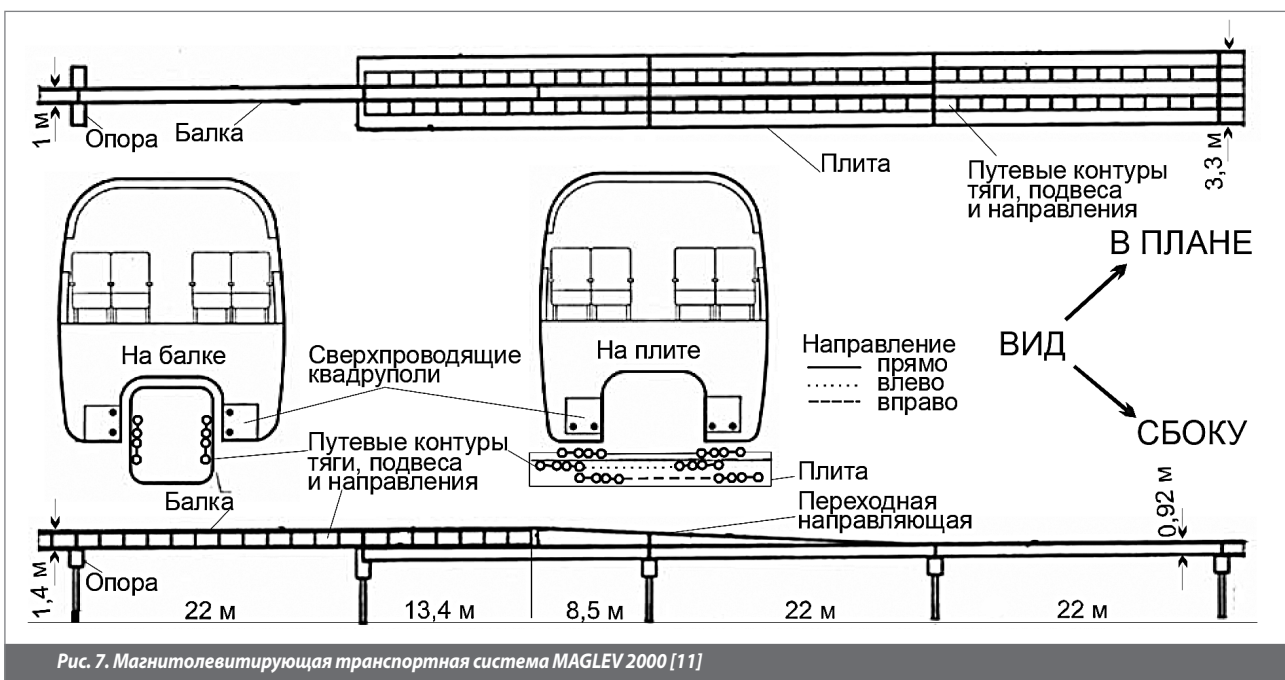 1 м
Опора
Балка
Плита
Путевые контуры
тяги, подвеса
и направления
3,3 м
В ПЛАНЕ
ВИД
СБОКУ
На балке
Сверхпроводящие
квадруполи
На плите
Направление
прямо
влево
вправо
Путевые контуры
тяги, подвеса
и направления
Балка
Плита
Переходная
направляющая
0,92 м
1,4 м
Опора
22 м
13,4 м
8,5 м
22 м
22 м
Рис. 7. Магнитолевитирующая транспортная система MAGLEV 2000 [11]